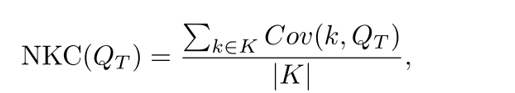 NKC(Q_T) = \frac{\sum_{k \in K} Cov(k, Q_T)}{|K|},